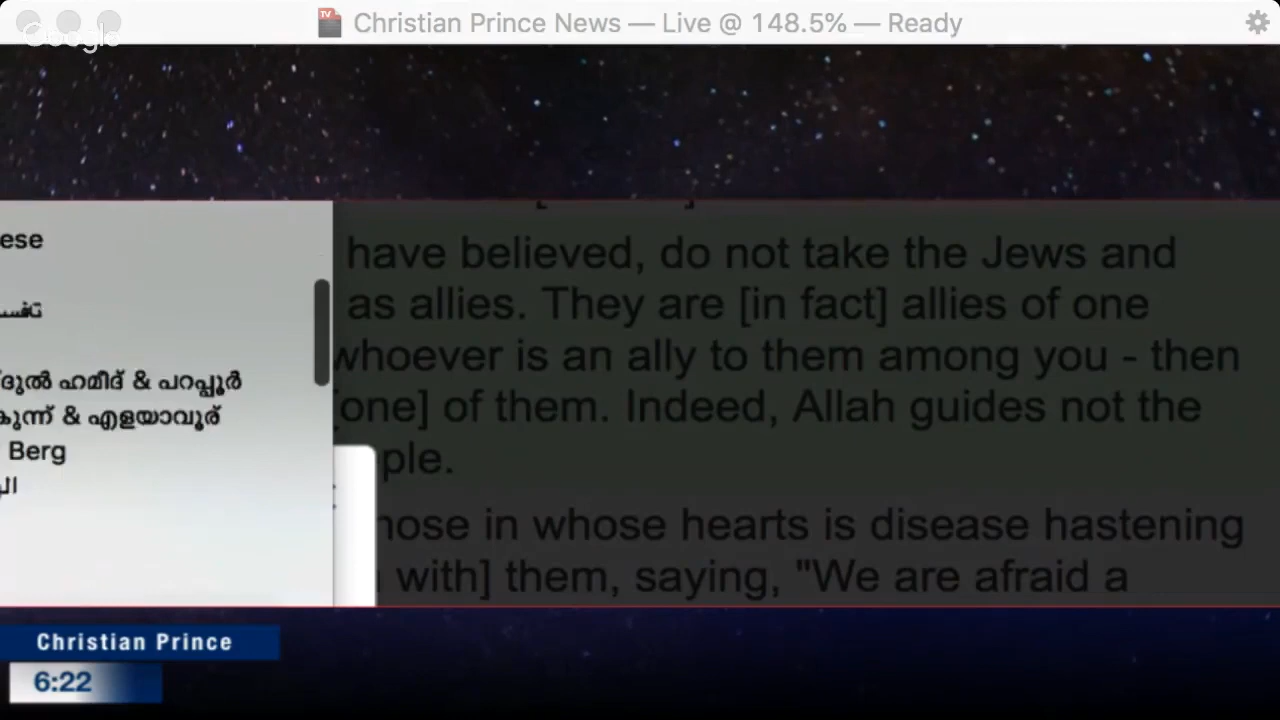 Christian Prince News — Live @ 148.5% — Ready
Google
ese
have believed, do not take the Jews and
as allies. They are [in fact] allies of one
whoever is an ally to them among you - then
[one] of them. Indeed, Allah guides not the
ple.
hose in whose hearts is disease hastening
with] them, saying, "We are afraid a
ദുൽ ഹമീദ് & പറപ്പൂർ
കുന്ന് & എളയാവൂര്
Berg
Christian Prince
6:22